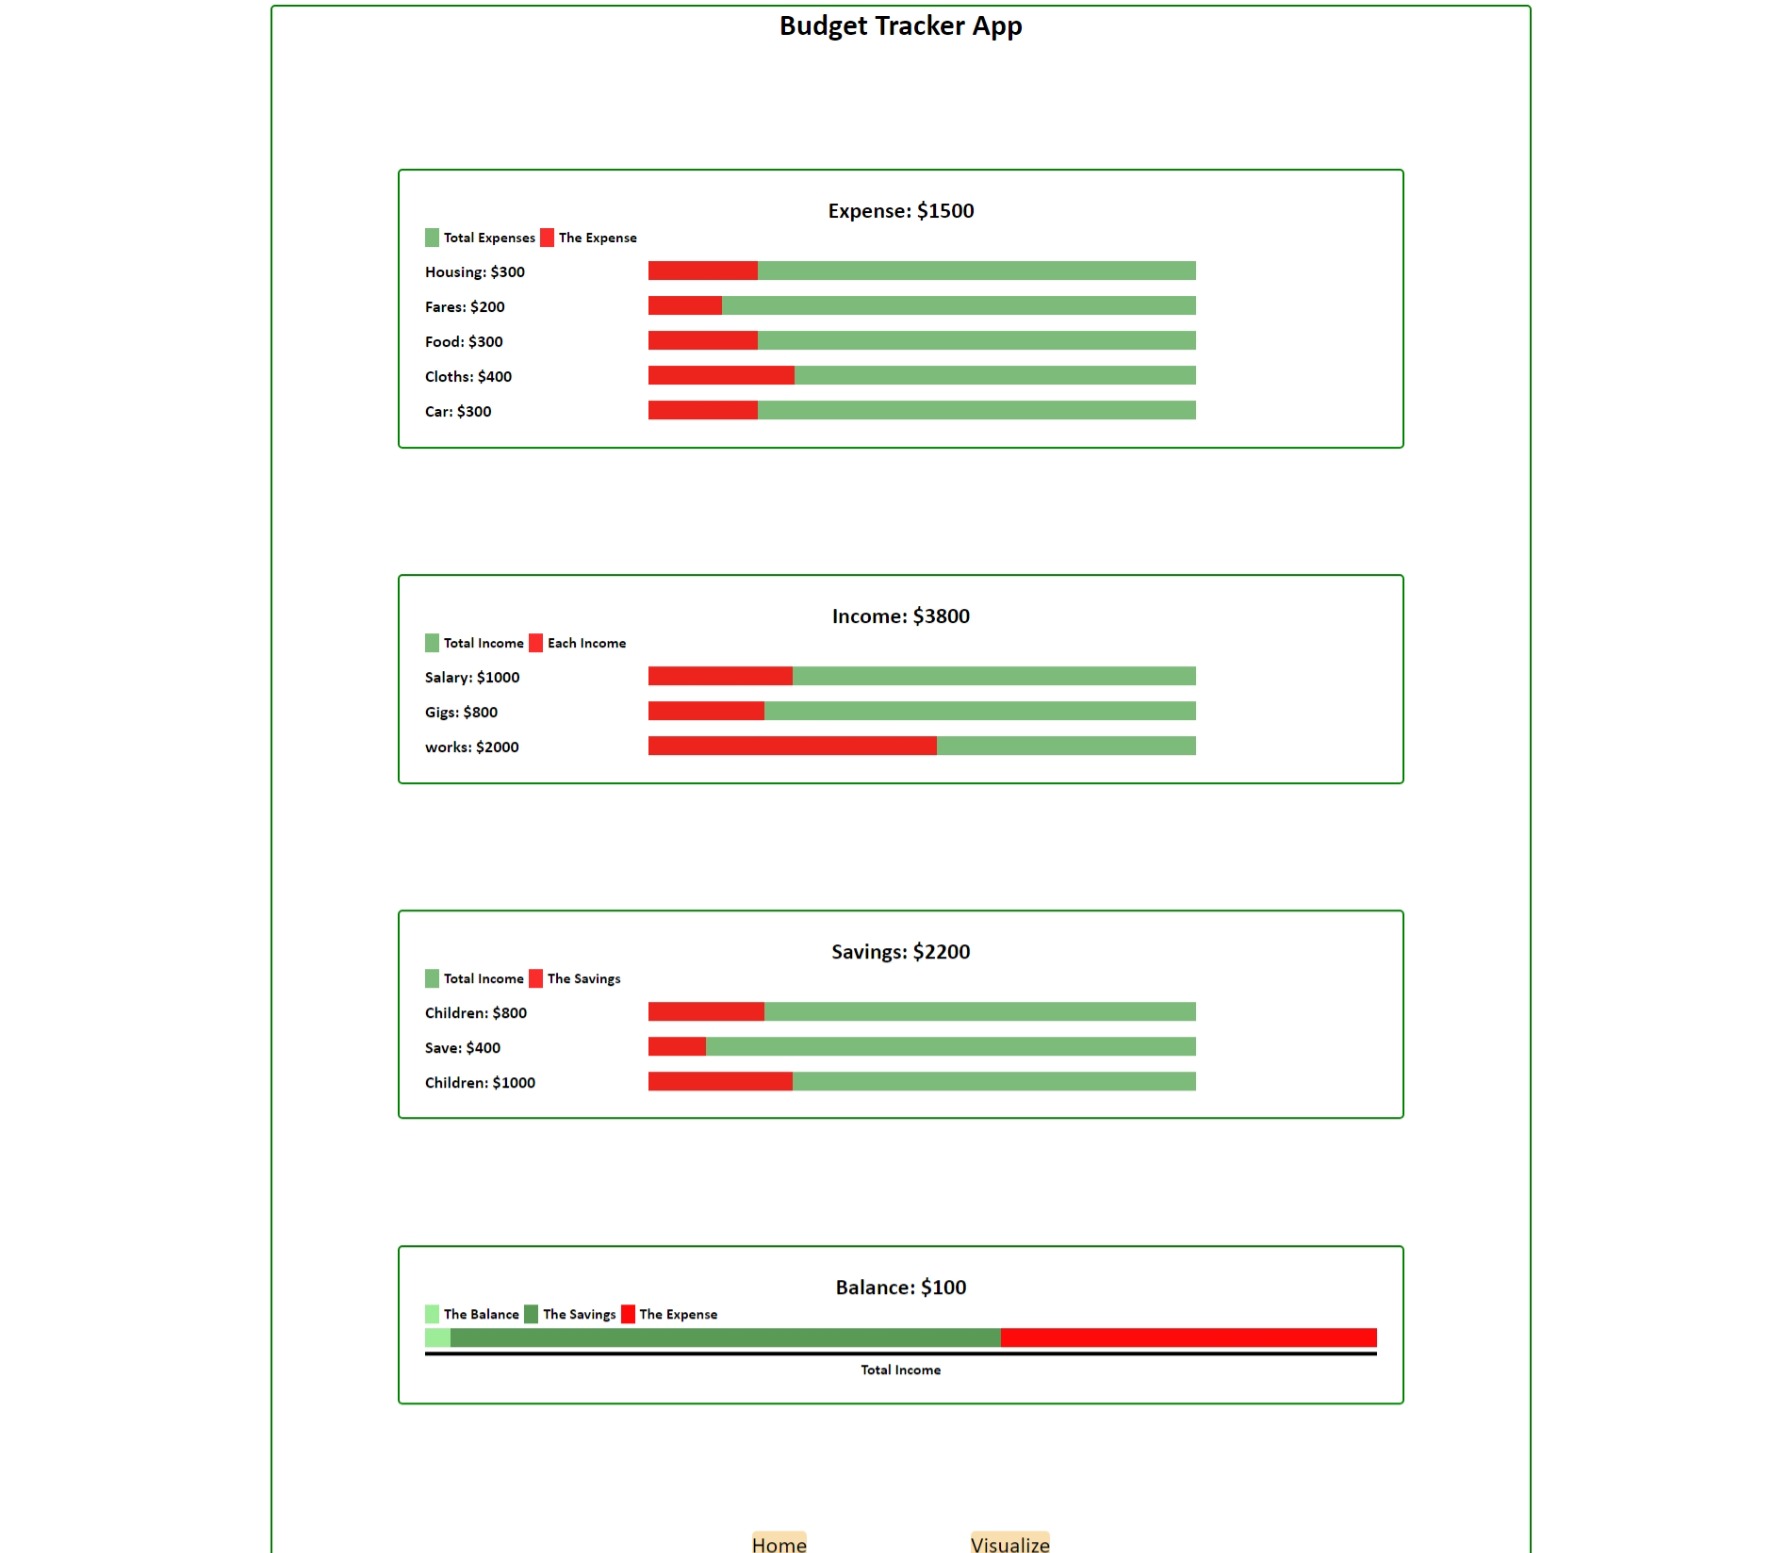 Budget Tracker App
Expense: $1500
Total Expenses The Expense
Housing: $300
Fares: $200
Food: $300
Cloths: $400
Car: $300
Income: $3800
Total Income Each Income
Salary: $1000
Gigs: $800
works: $2000
Savings: $2200
Total Income The Savings
Children: $800
Save: $400
Children: $1000
Balance: $100
The Balance The Savings The Expense
Total Income
Home Visualize